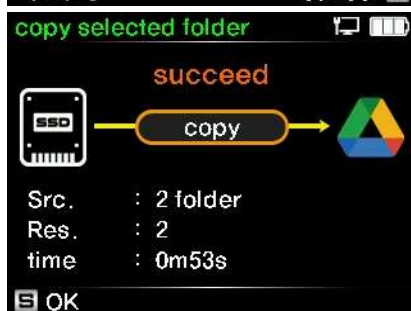 copy selected folder
succeed
SSD
copy
Src. : 2 folder
Res. : 2
time : 0m53s
S OK